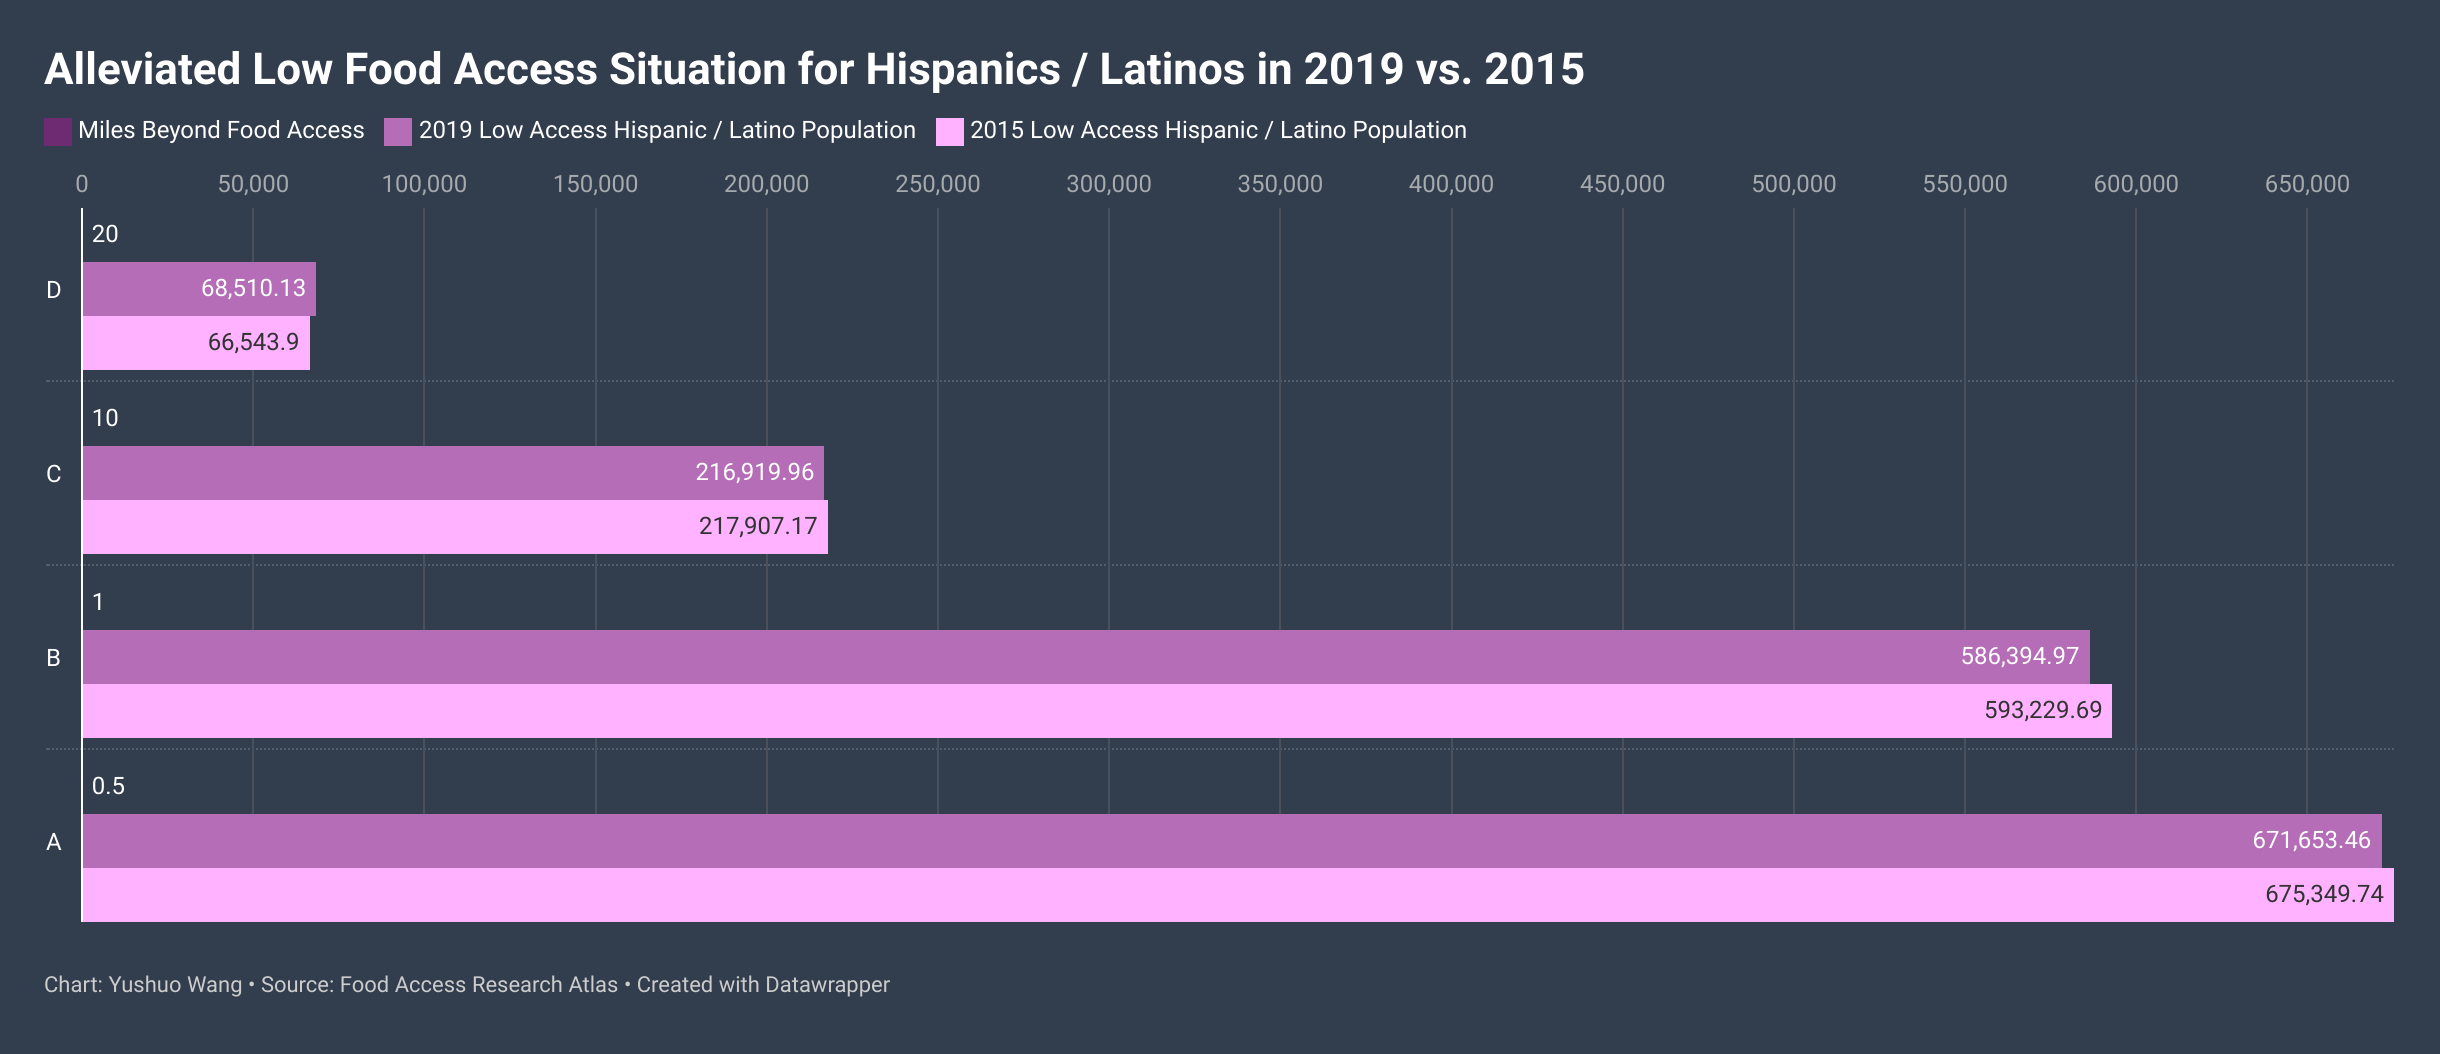 Alleviated Low Food Access Situation for Hispanics / Latinos in 2019 vs. 2015
Miles Beyond Food Access 2019 Low Access Hispanic / Latino Population 2015 Low Access Hispanic / Latino Population
0 50,000 100,000 150,000 200,000 250,000 300,000 350,000 400,000 450,000 500,000 550,000 600,000 650,000
20
D
68,510.13
66,543.9
10
C
216,919.96
217,907.17
1
B
586,394.97
593,229.69
0.5
A
671,653.46
675,349.74
Chart: Yushuo Wang • Source: Food Access Research Atlas • Created with Datawrapper